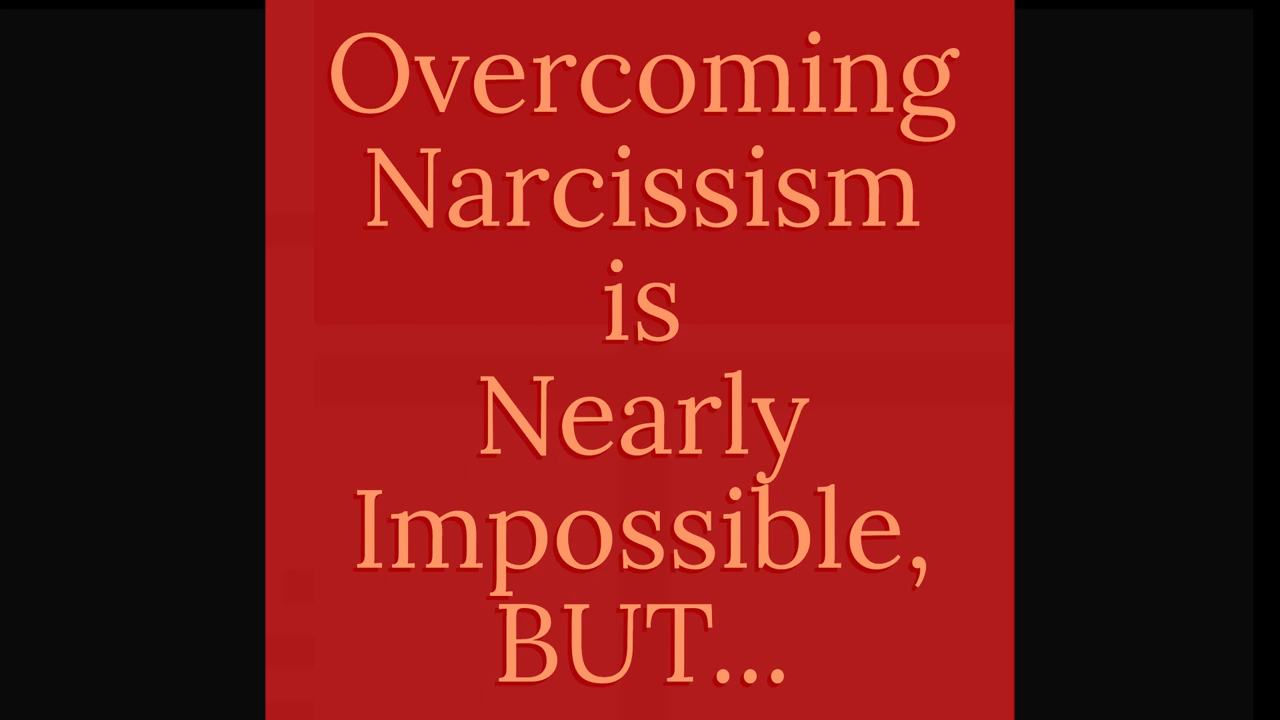 Overcoming
Narcissism
is
Nearly
Impossible,
BUT...